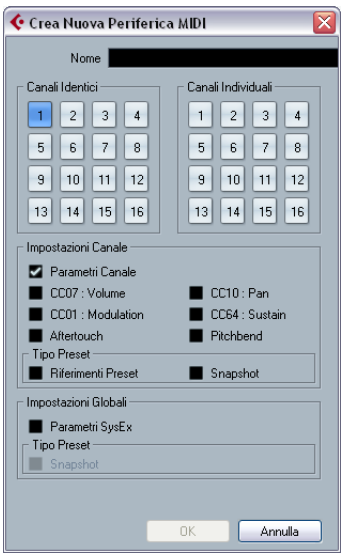 Crea Nuova Periferica MIDI
Nome
Canali Identici Canali Individuali
1 2 3 4 1 2 3 4
5 6 7 8 5 6 7 8
9 10 11 12 9 10 11 12
13 14 15 16 13 14 15 16
Impostazioni Canale
Parametri Canale
CC07 : Volume CC10 : Pan
CC01 : Modulation CC64 : Sustain
Aftertouch Pitchbend
Tipo Preset
Riferimenti Preset Snapshot
Impostazioni Globali
Parametri SysEx
Tipo Preset
Snapshot
OK Annulla